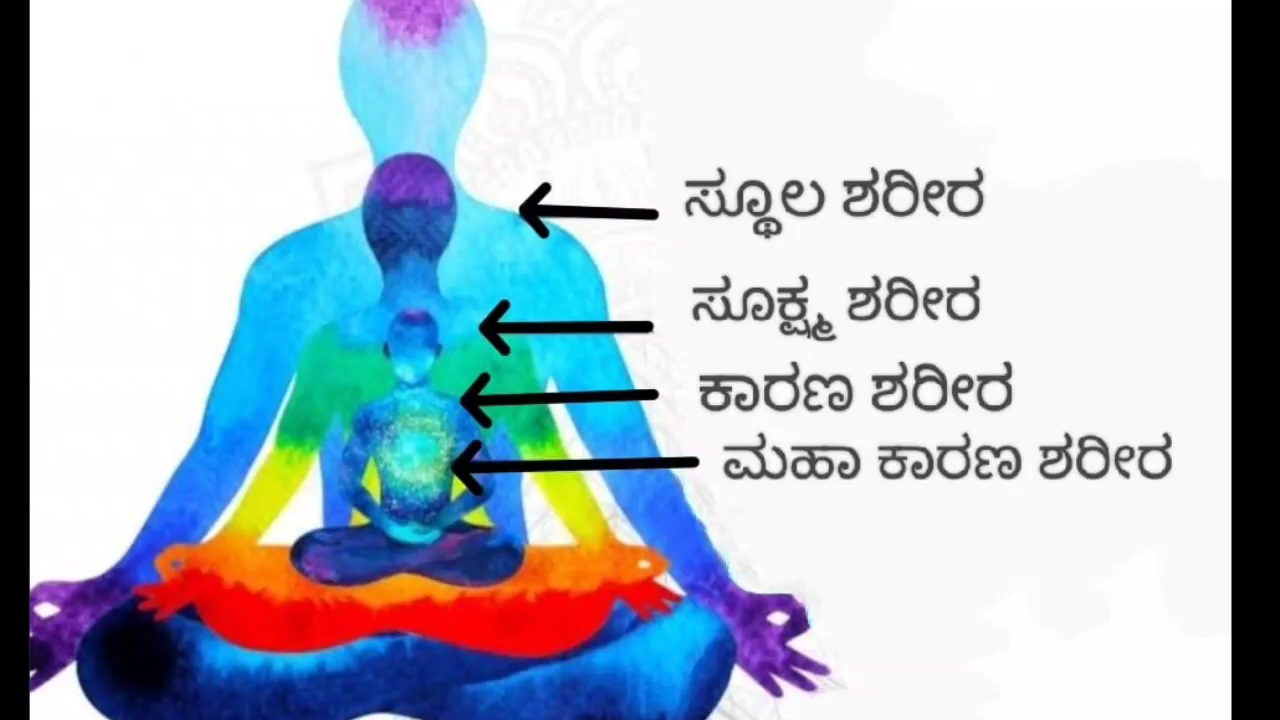 ಸ್ಥೂಲ ಶರೀರ
ಸೂಕ್ಷ್ಮ ಶರೀರ
ಕಾರಣ ಶರೀರ
ಮಹಾ ಕಾರಣ ಶರೀರ